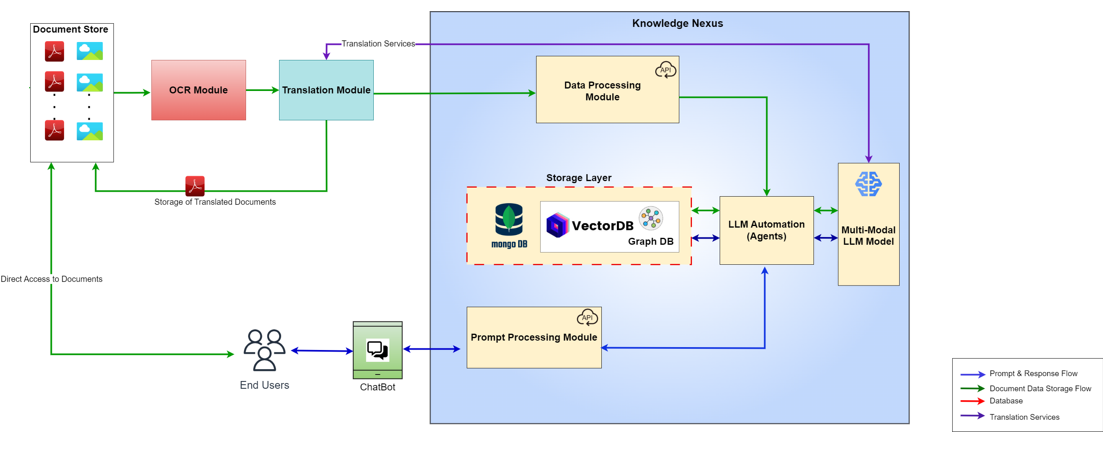 Knowledge Nexus
Document Store
Translation Services
API
OCR Module
Translation Module
Data Processing
Module
Storage of Translated Documents
Storage Layer
mongo DB
VectorDB
Graph DB
LLM Automation
(Agents)
Multi-Modal
LLM Model
Direct Access to Documents
API
Prompt Processing Module
End Users
ChatBot
Prompt & Response Flow
Document Data Storage Flow
Database
Translation Services